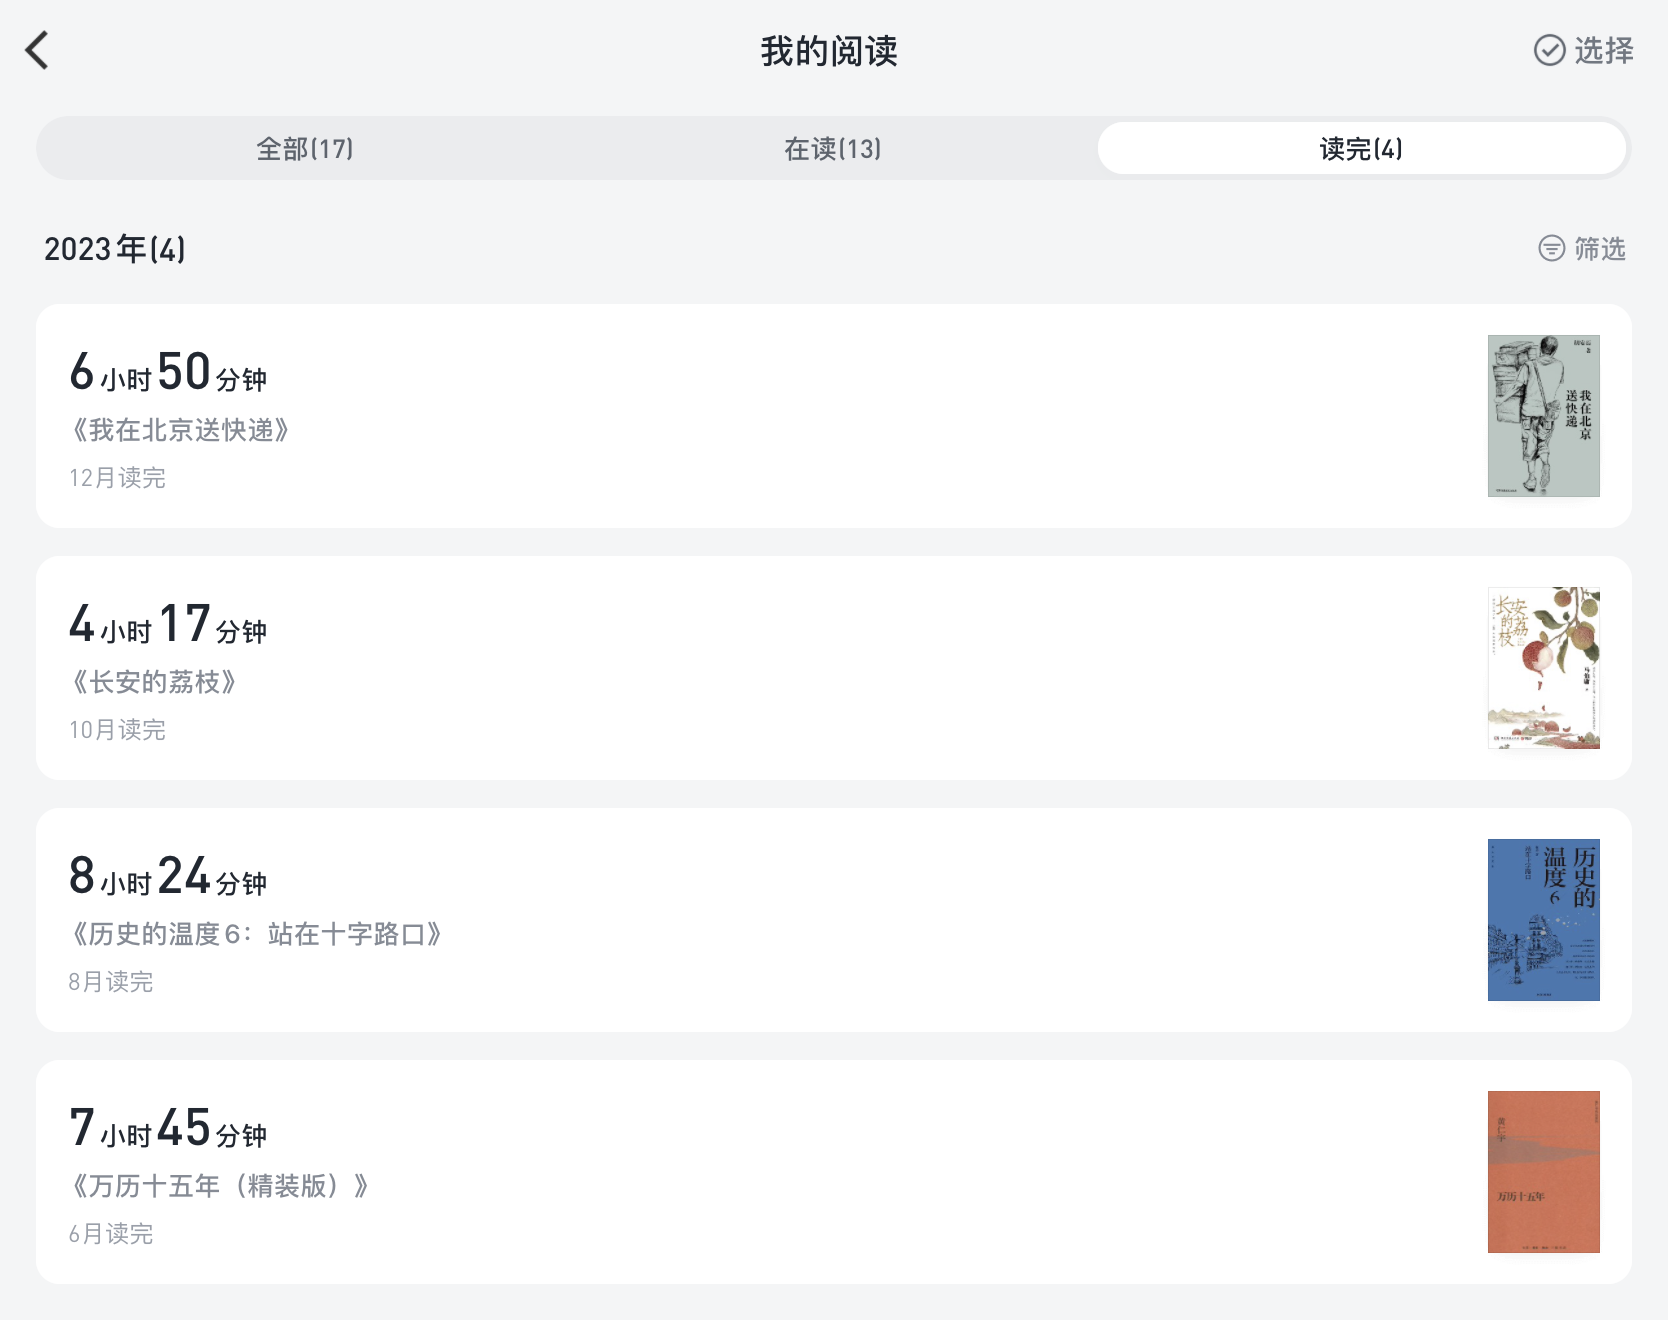 我的阅读
选择
全部(17)
在读(13)
读完(4)
2023年(4)
筛选
6小时50分钟
《我在北京送快递》
12月读完
我在北京
送快递
4小时17分钟
《长安的荔枝》
10月读完
长安的荔枝
马伯庸
8小时24分钟
《历史的温度6：站在十字路口》
8月读完
历史的
温度6
7小时45分钟
《万历十五年（精装版）》
6月读完
黄仁宇
万历十五年